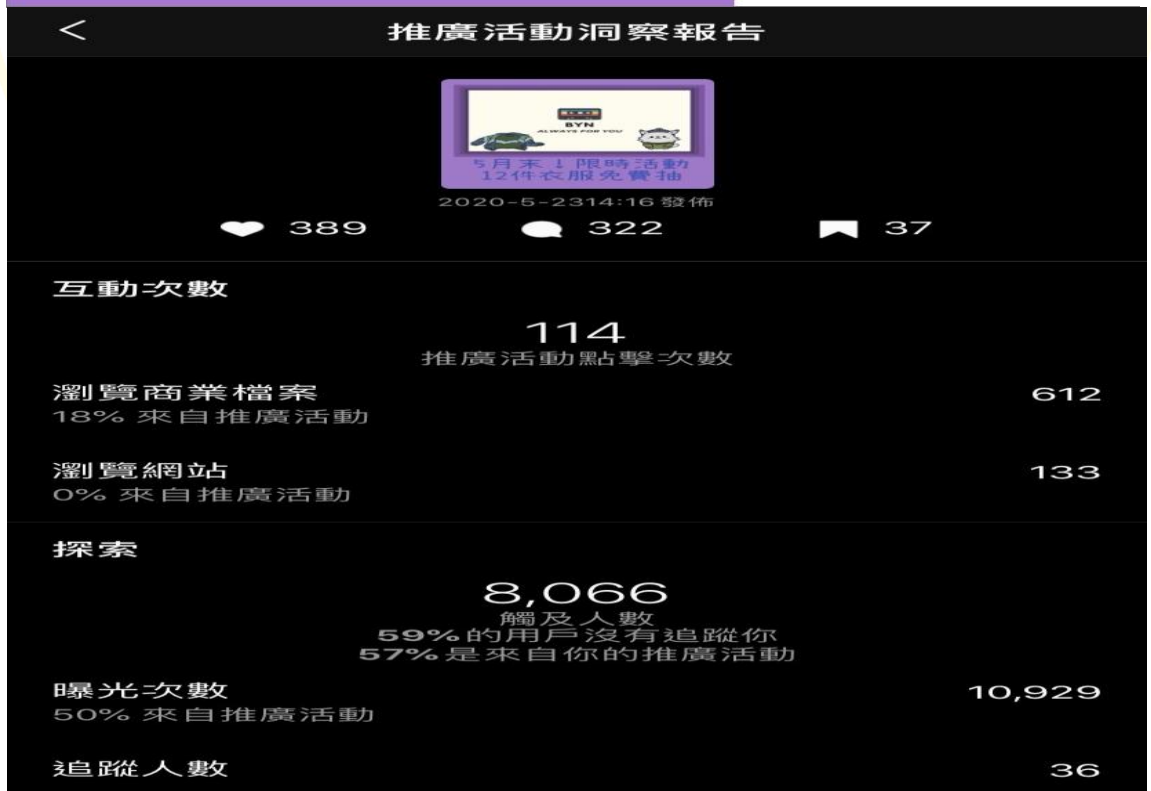 推廣活動洞察報告
BYN
ALWAYS FOR YOU
5月末！限時活動
12件衣服免費抽
2020-5-2314:16 發佈
389 322 37
互動次數
114
推廣活動點擊次數
瀏覽商業檔案 612
18% 來自推廣活動
瀏覽網站 133
0% 來自推廣活動
探索
8,066
觸及人數
59%的用戶沒有追蹤你
57%是來自你的推廣活動
曝光次數 10,929
50% 來自推廣活動
追蹤人數 36